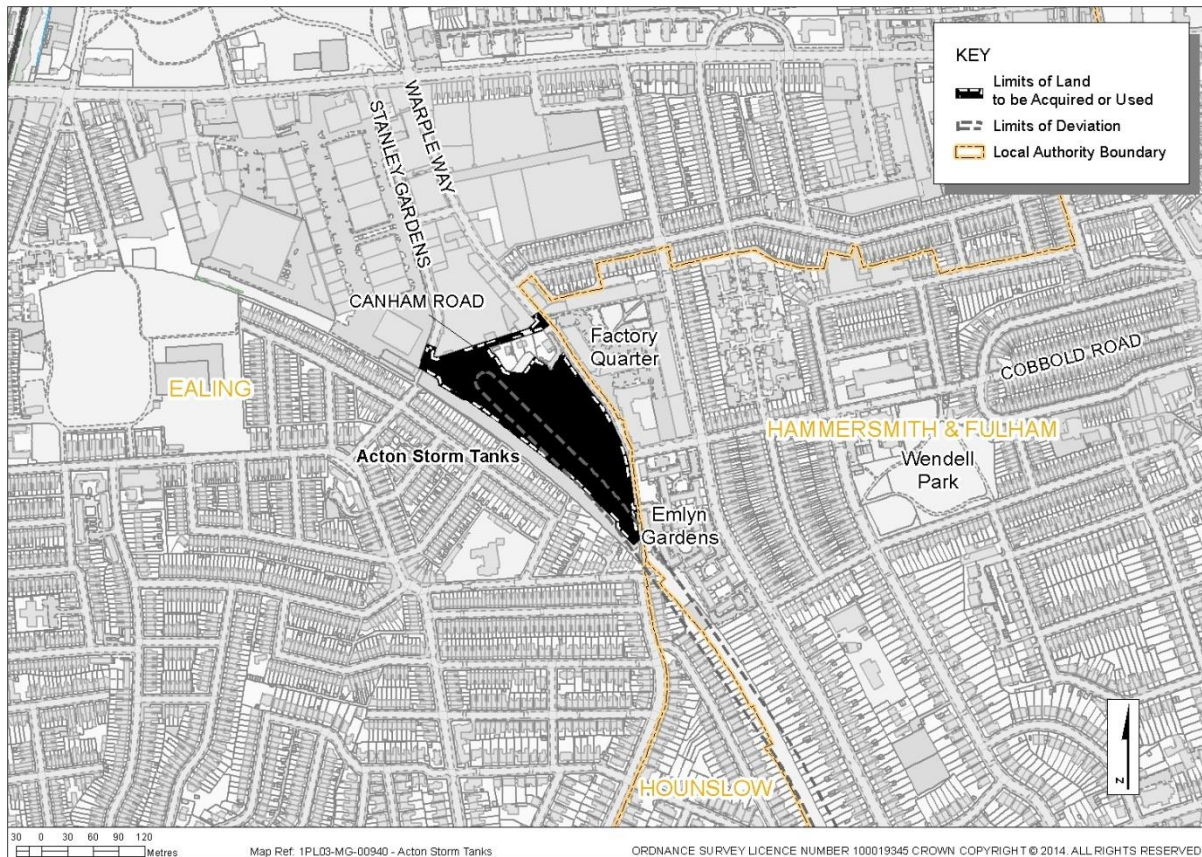 KEY
Limits of Land
to be Acquired or Used
Limits of Deviation
Local Authority Boundary
WARPLE WAY
STANLEY GARDENS
CANHAM ROAD
Factory
Quarter
COBBOLD ROAD
EALING
HAMMERSMITH & FULHAM
Wendell
Park
Acton Storm Tanks
Emlyn
Gardens
HOUNSLOW
N
30 0 30 60 90 120
Metres
Map Ref. 1PL03-MG-00940 - Acton Storm Tanks
ORDNANCE SURVEY LICENCE NUMBER 100019345 CROWN COPYRIGHT © 2014. ALL RIGHTS RESERVED